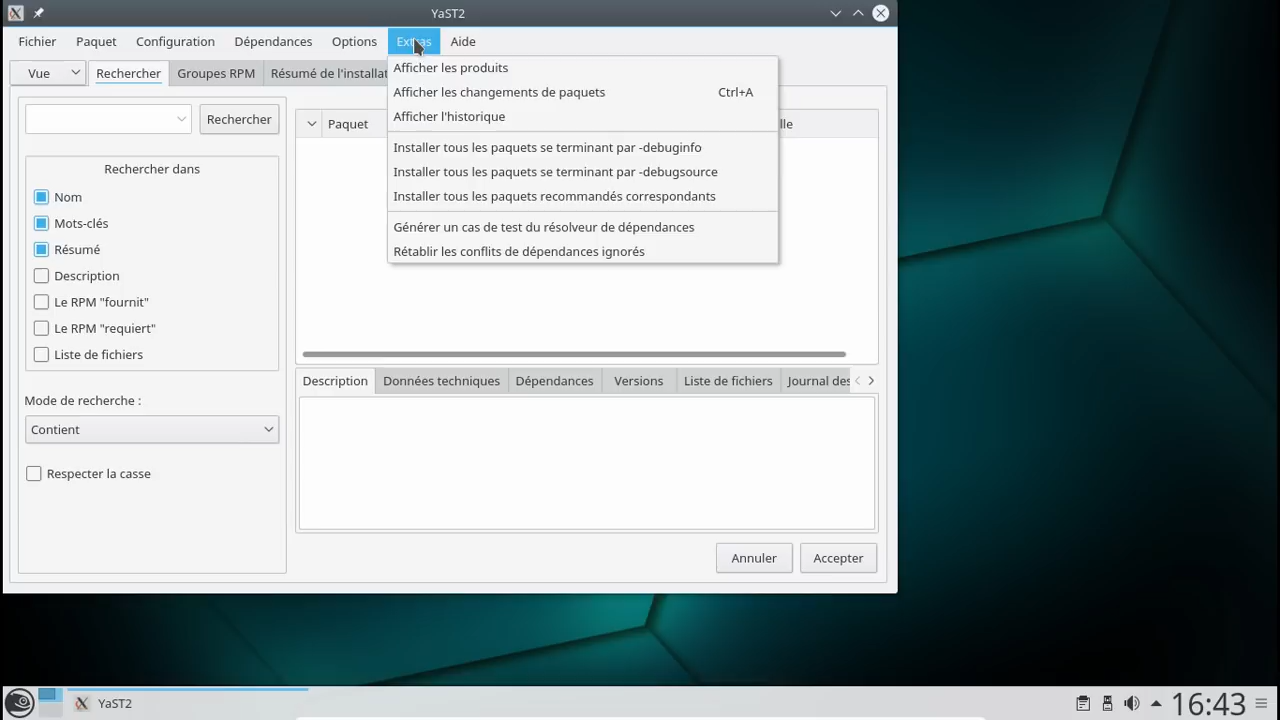 YaST2
Fichier Paquet Configuration Dépendances Options Extras Aide
Vue Rechercher Groupes RPM Résumé de l'installat
Afficher les produits
Afficher les changements de paquets Ctrl+A
Afficher l'historique
Installer tous les paquets se terminant par -debuginfo
Installer tous les paquets se terminant par -debugsource
Installer tous les paquets recommandés correspondants
Générer un cas de test du résolveur de dépendances
Rétablir les conflits de dépendances ignorés
Rechercher
Paquet lle
Rechercher dans
Nom
Mots-clés
Résumé
Description
Le RPM "fournit"
Le RPM "requiert"
Liste de fichiers
Mode de recherche :
Contient
Respecter la casse
Description Données techniques Dépendances Versions Liste de fichiers Journal des
Annuler Accepter
YaST2 16:43